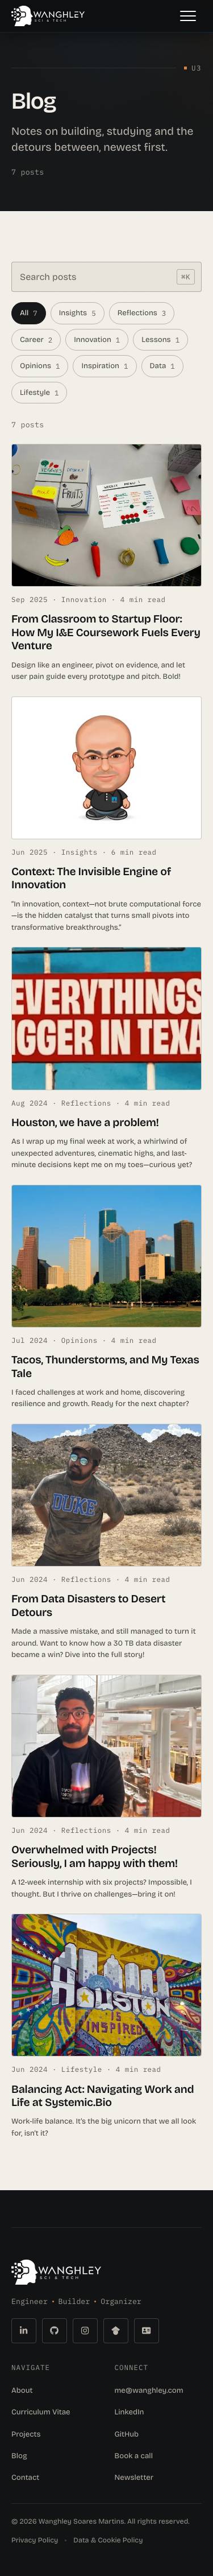 WANGHLEY
SCI & TECH
U3
Blog
Notes on building, studying and the
detours between, newest first.
7 posts
Search posts
⌘K
All 7
Insights 5
Reflections 3
Career 2
Innovation 1
Lessons 1
Opinions 1
Inspiration 1
Data 1
Lifestyle 1
7 posts
FRUITS
Sep 2025 · Innovation · 4 min read
From Classroom to Startup Floor:
How My I&E Coursework Fuels Every
Venture
Design like an engineer, pivot on evidence, and let
user pain guide every prototype and pitch. Bold!
Jun 2025 · Insights · 6 min read
Context: The Invisible Engine of
Innovation
"In innovation, context—not brute computational force
—is the hidden catalyst that turns small pivots into
transformative breakthroughs."
EVERYTHING'S
IGGER IN TEXA
Aug 2024 · Reflections · 4 min read
Houston, we have a problem!
As I wrap up my final week at work, a whirlwind of
unexpected adventures, cinematic highs, and last-
minute decisions kept me on my toes—curious yet?
Jul 2024 · Opinions · 4 min read
Tacos, Thunderstorms, and My Texas
Tale
I faced challenges at work and home, discovering
resilience and growth. Ready for the next chapter?
DUKE
Jun 2024 · Reflections · 4 min read
From Data Disasters to Desert
Detours
Made a massive mistake, and still managed to turn it
around. Want to know how a 30 TB data disaster
became a win? Dive into the full story!
Jun 2024 · Reflections · 4 min read
Overwhelmed with Projects!
Seriously, I am happy with them!
A 12-week internship with six projects? Impossible, I
thought. But I thrive on challenges—bring it on!
HOUSTON
IS
INSPIRED
Jun 2024 · Lifestyle · 4 min read
Balancing Act: Navigating Work and
Life at Systemic.Bio
Work-life balance. It's the big unicorn that we all look
for, isn't it?
WANGHLEY
SCI & TECH
Engineer • Builder • Organizer
NAVIGATE
About
Curriculum Vitae
Projects
Blog
Contact
CONNECT
me@wanghley.com
LinkedIn
GitHub
Book a call
Newsletter
© 2026 Wanghley Soares Martins. All rights reserved.
Privacy Policy · Data & Cookie Policy